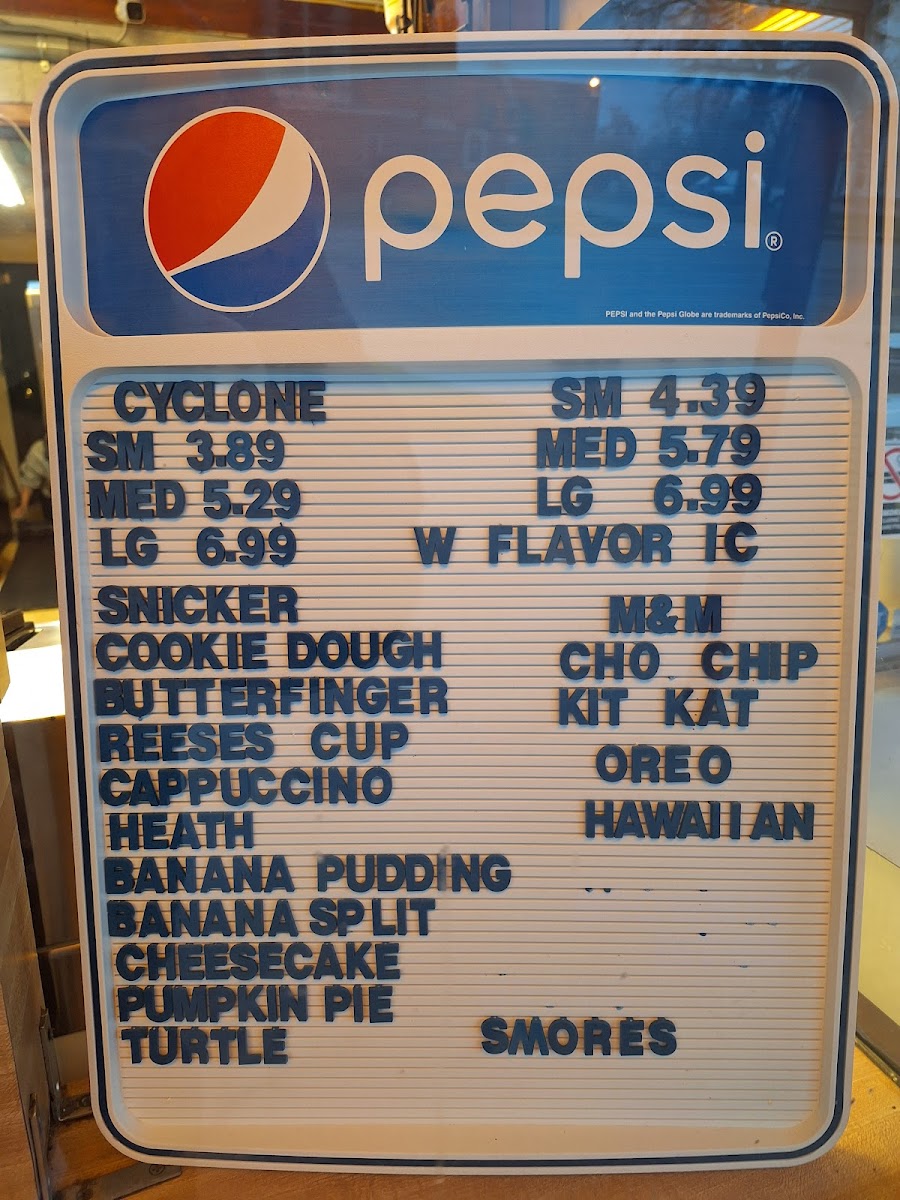 pepsi®
PEPSI and the Pepsi Globe are trademarks of PepsiCo, Inc.
CYCLONE SM 4.39
SM 3.89 MED 5.79
MED 5.29 LG 6.99
LG 6.99 W FLAVOR IC
SNICKER M&M
COOKIE DOUGH CHO CHIP
BUTTERFINGER KIT KAT
REESES CUP OREO
CAPPUCCINO
HEATH HAWAIIAN
BANANA PUDDING
BANANA SPLIT
CHEESECAKE
PUMPKIN PIE
TURTLE SMORES